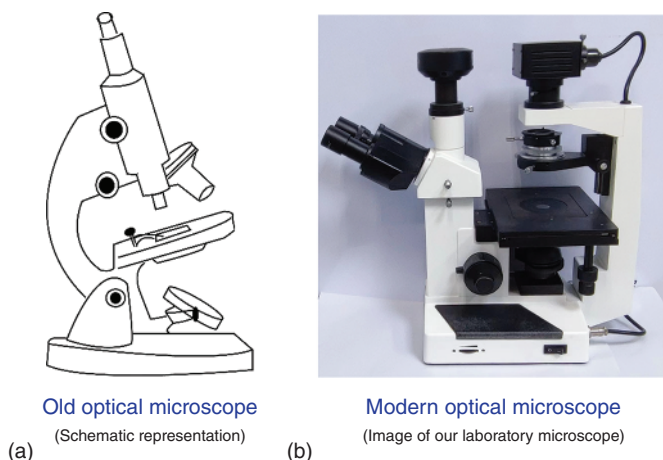 Old optical microscope
(Schematic representation)
(a)
Modern optical microscope
(Image of our laboratory microscope)
(b)